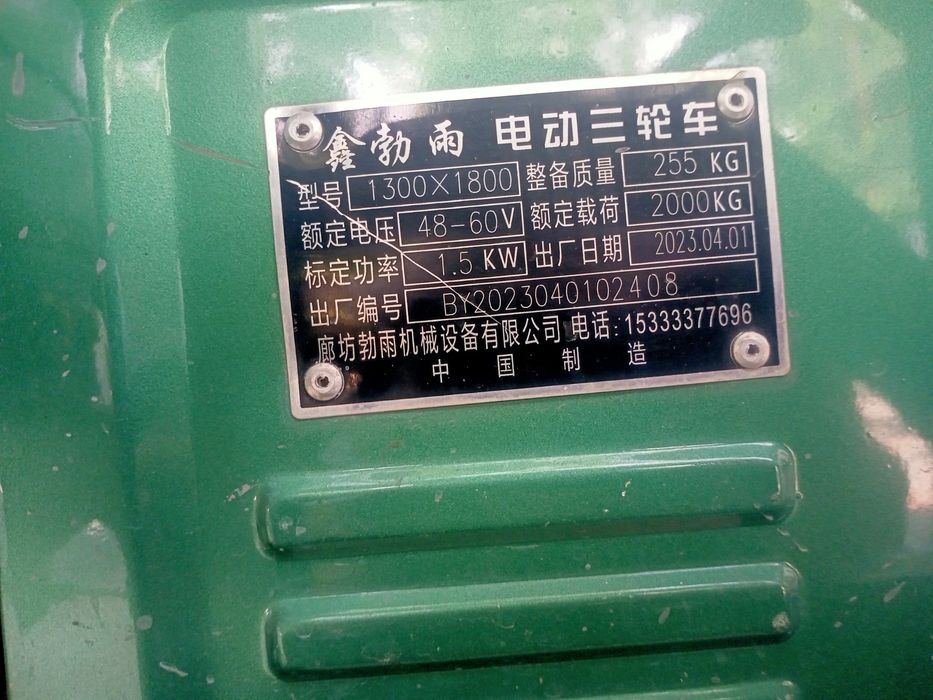 鑫勃雨 电动三轮车
型号 1300×1800 整备质量 255 KG
额定电压 48-60V 额定载荷 2000KG
标定功率 1.5 KW 出厂日期 2023.04.01
出厂编号 BY2023040102408
廊坊勃雨机械设备有限公司 电话:15333377696
中国制造